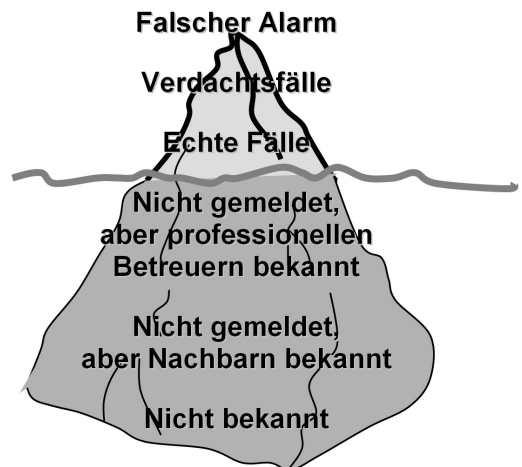 Falscher Alarm
Verdachtsfälle
Echte Fälle
Nicht gemeldet,
aber professionellen
Betreuern bekannt
Nicht gemeldet,
aber Nachbarn bekannt
Nicht bekannt